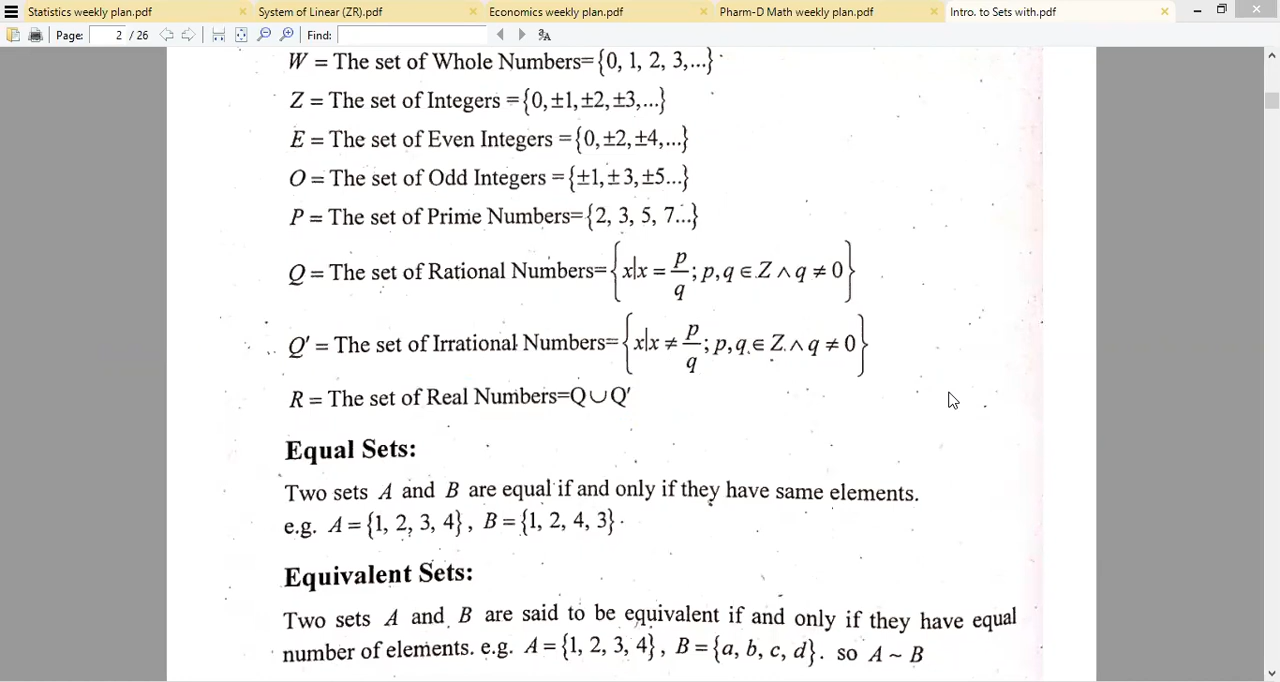 Statistics weekly plan.pdf × System of Linear (ZR).pdf × Economics weekly plan.pdf × Pharm-D Math weekly plan.pdf × Intro. to Sets with.pdf ×
Page: 2 / 26 Find:
W = The set of Whole Numbers={0, 1, 2, 3,...}
Z = The set of Integers ={0,±1,±2,±3,...}
E = The set of Even Integers ={0,±2,±4,...}
O = The set of Odd Integers ={±1,±3,±5...}
P = The set of Prime Numbers={2, 3, 5, 7...}
Q = The set of Rational Numbers={x|x = p/q; p,q ∈ Z ∧ q ≠ 0}
Q′ = The set of Irrational Numbers={x|x ≠ p/q; p,q ∈ Z ∧ q ≠ 0}
R = The set of Real Numbers=Q∪Q′
Equal Sets:
Two sets A and B are equal if and only if they have same elements.
e.g. A = {1, 2, 3, 4}, B = {1, 2, 4, 3}.
Equivalent Sets:
Two sets A and B are said to be equivalent if and only if they have equal
number of elements. e.g. A = {1, 2, 3, 4}, B = {a, b, c, d}. so A ~ B